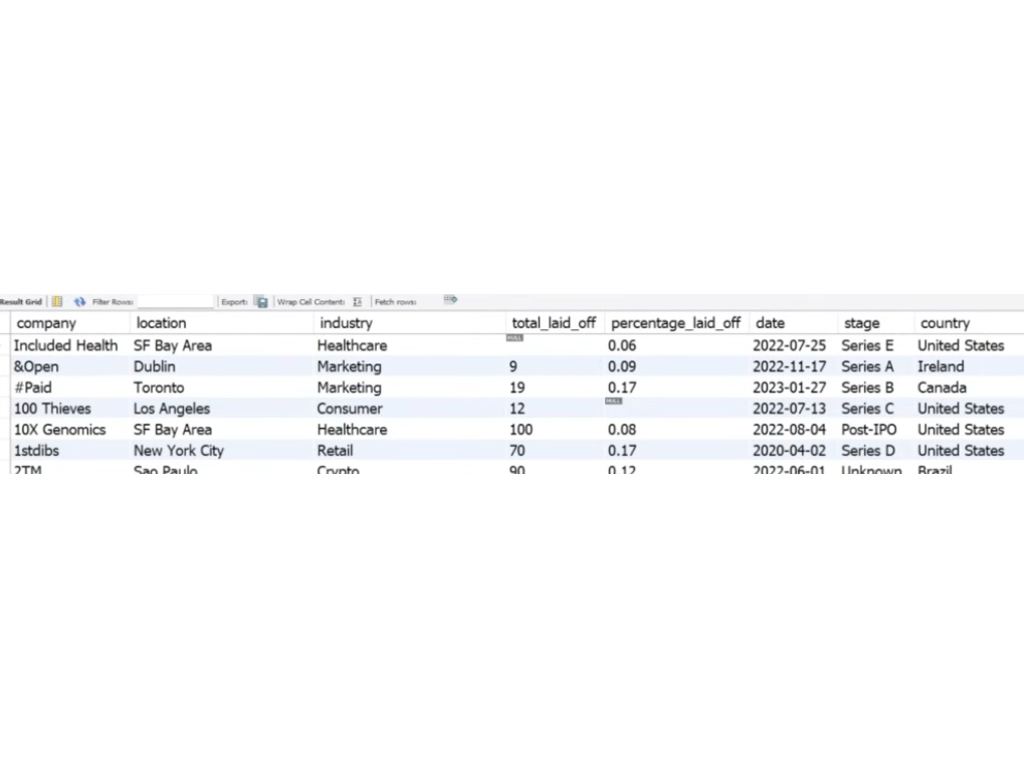 Result Grid Filter Rows: Export: Wrap Cell Content: Fetch rows:
company location industry total_laid_off percentage_laid_off date stage country
Included Health SF Bay Area Healthcare NULL 0.06 2022-07-25 Series E United States
&Open Dublin Marketing 9 0.09 2022-11-17 Series A Ireland
#Paid Toronto Marketing 19 0.17 2023-01-27 Series B Canada
100 Thieves Los Angeles Consumer 12 NULL 2022-07-13 Series C United States
10X Genomics SF Bay Area Healthcare 100 0.08 2022-08-04 Post-IPO United States
1stdibs New York City Retail 70 0.17 2020-04-02 Series D United States
2TM Sao Paulo Crypto 90 0.12 2022-06-01 Unknown Brazil